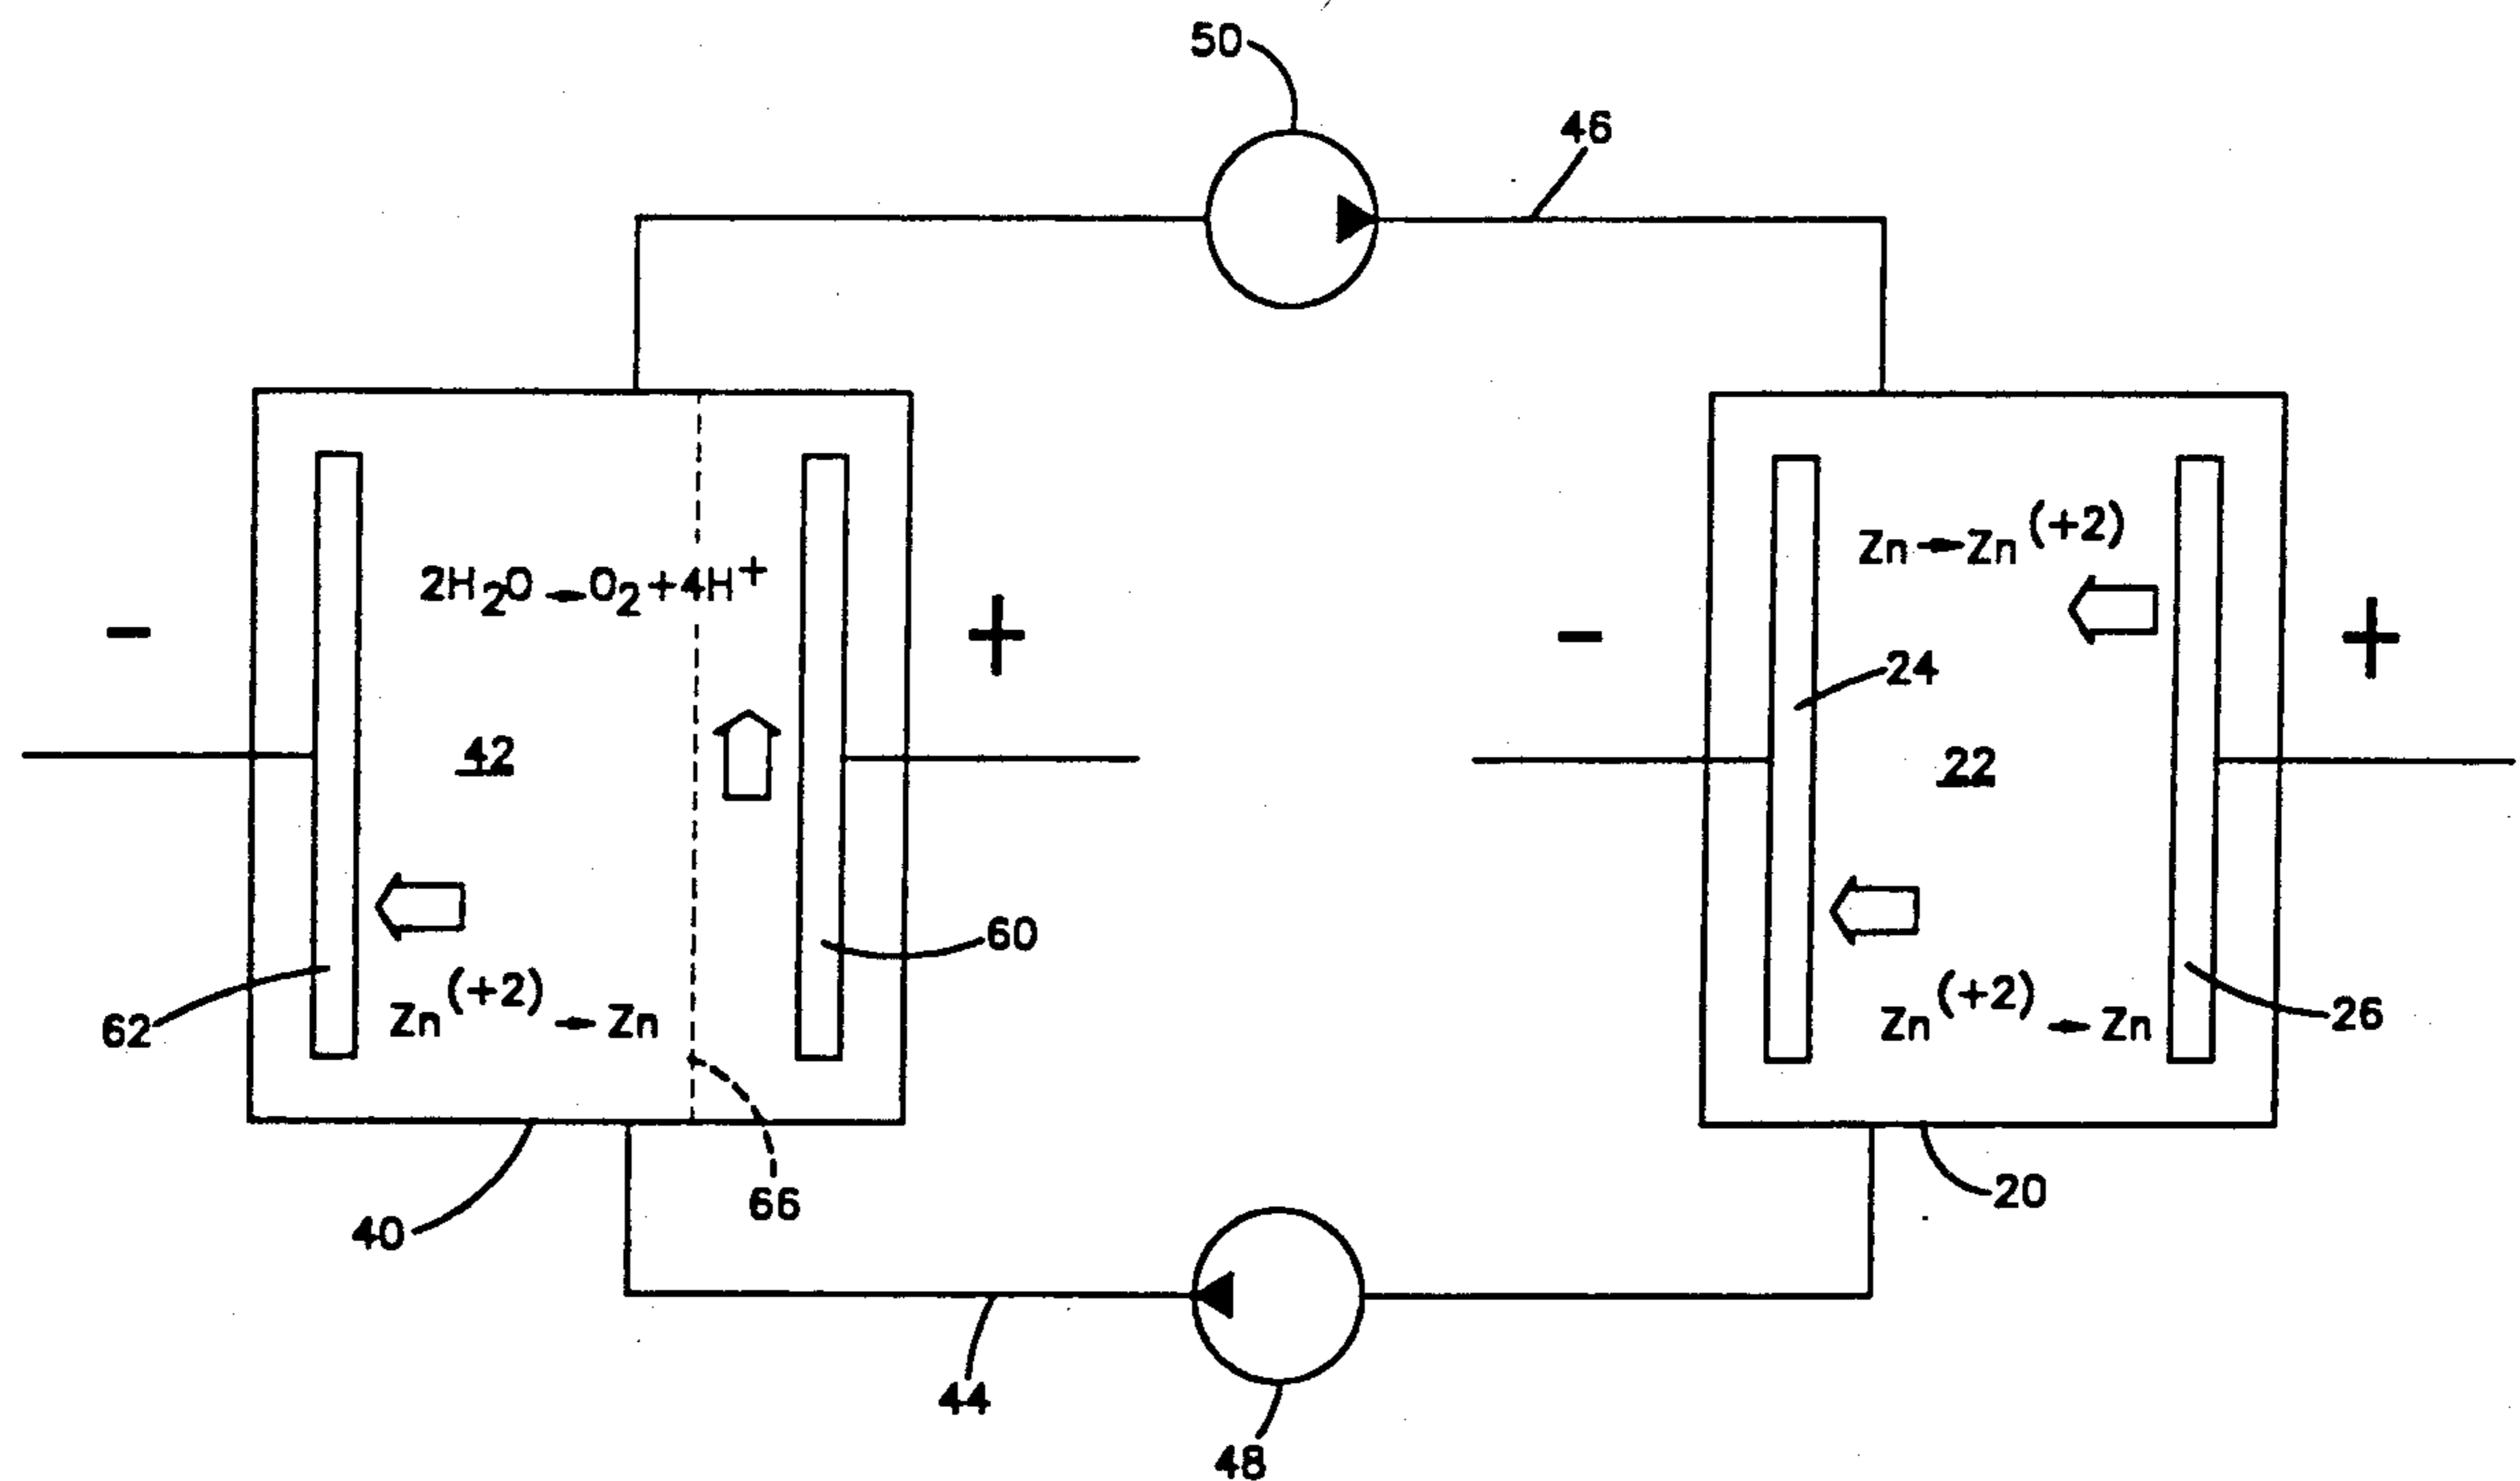 50
46
2H₂O → O₂ + 4H⁺
Zn → Zn⁽⁺²⁾
− + − +
24
42
22
60
62
Zn⁽⁺²⁾ → Zn
Zn⁽⁺²⁾ → Zn
26
40
66
20
44
48